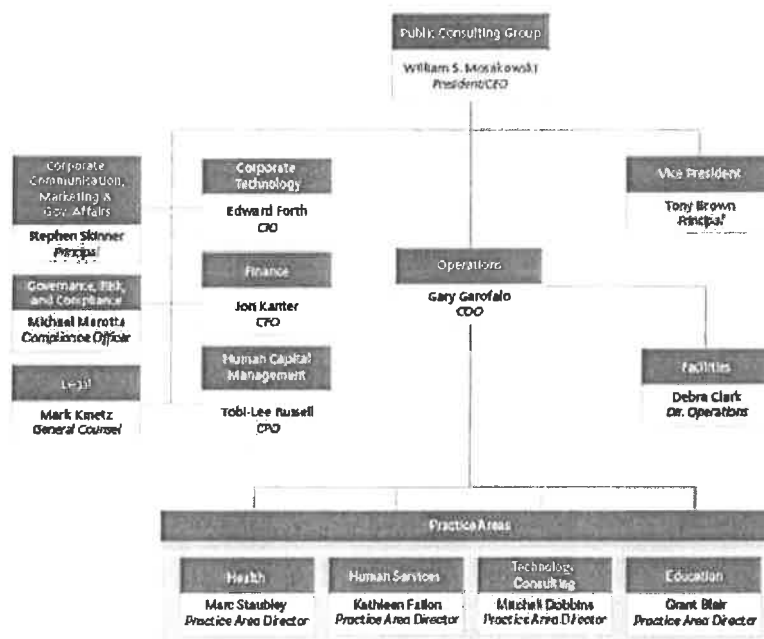 Public Consulting Group
William S. Mosakowski
President/CEO
Corporate
Communication,
Marketing &
Gov. Affairs
Stephen Skinner
Principal
Corporate
Technology
Edward Forth
CIO
Vice President
Tony Brown
Principal
Governance, Risk,
and Compliance
Michael Marotta
Compliance Officer
Finance
Jon Kanter
CFO
Operations
Gary Garofalo
COO
Legal
Mark Kmetz
General Counsel
Human Capital
Management
Tobi-Lee Russell
CPO
Facilities
Debra Clark
Dir. Operations
Practice Areas
Health
Marc Staubley
Practice Area Director
Human Services
Kathleen Fallon
Practice Area Director
Technology
Consulting
Mitchell Dobbins
Practice Area Director
Education
Grant Blair
Practice Area Director